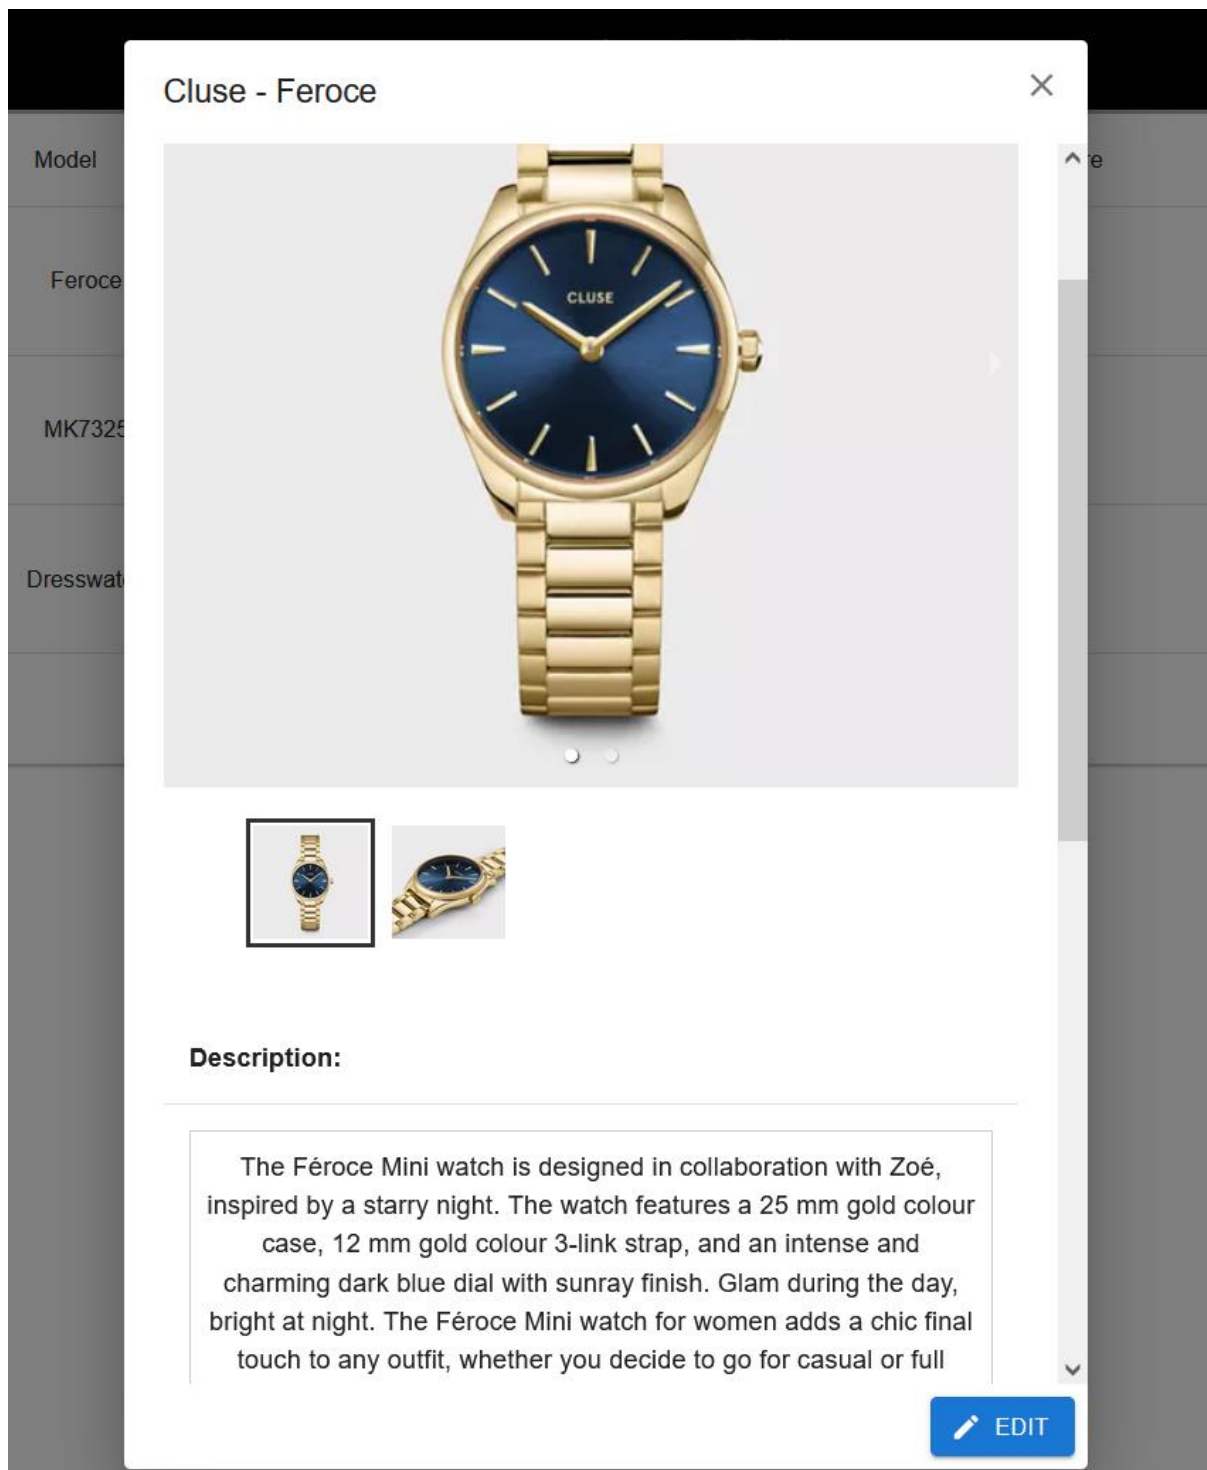 Cluse - Feroce
Model
Feroce
MK7325
CLUSE
Description:
The Féroce Mini watch is designed in collaboration with Zoé,
inspired by a starry night. The watch features a 25 mm gold colour
case, 12 mm gold colour 3-link strap, and an intense and
charming dark blue dial with sunray finish. Glam during the day,
bright at night. The Féroce Mini watch for women adds a chic final
touch to any outfit, whether you decide to go for casual or full
EDIT